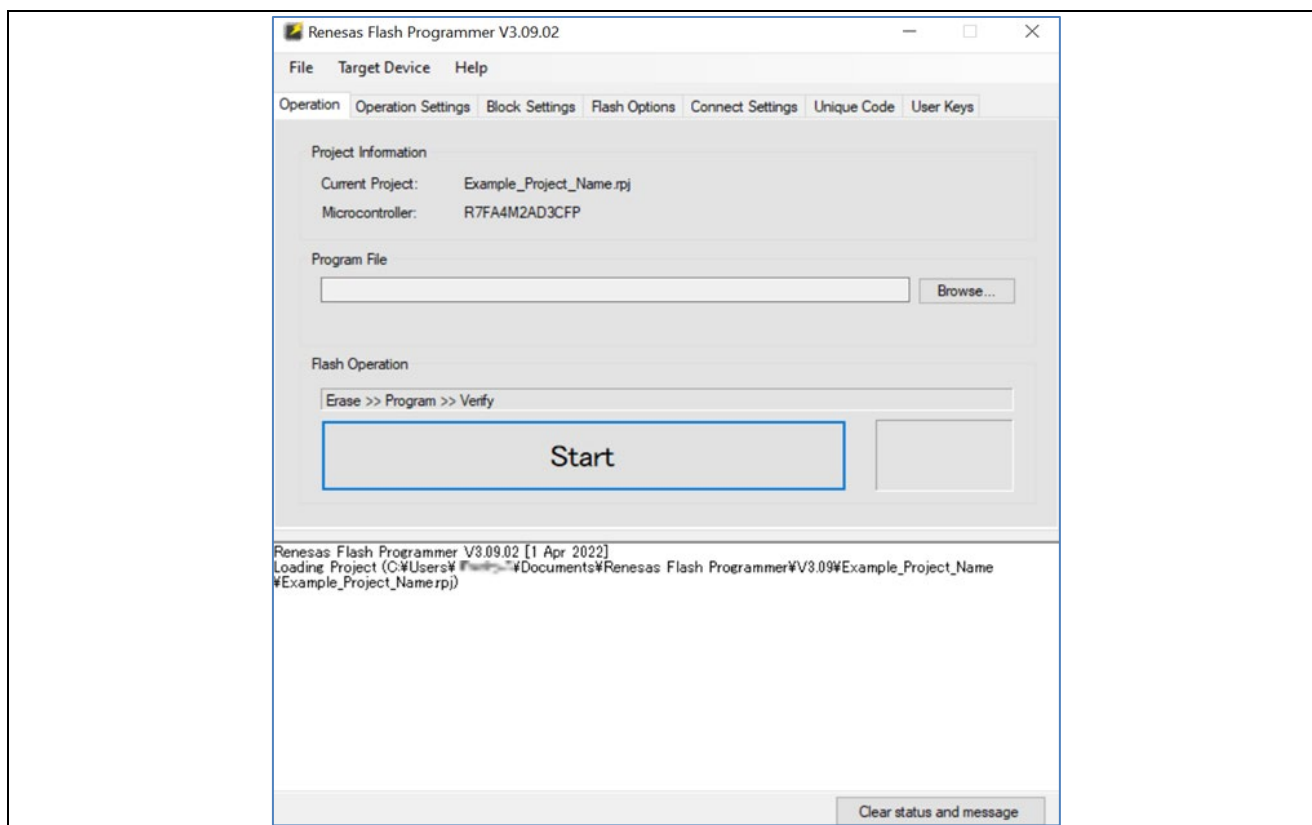 Renesas Flash Programmer V3.09.02
File Target Device Help
Operation Operation Settings Block Settings Flash Options Connect Settings Unique Code User Keys
Project Information
Current Project: Example_Project_Name.rpj
Microcontroller: R7FA4M2AD3CFP
Program File
Browse...
Flash Operation
Erase >> Program >> Verify
Start
Renesas Flash Programmer V3.09.02 [1 Apr 2022]
Loading Project (C:¥Users¥ ¥Documents¥Renesas Flash Programmer¥V3.09¥Example_Project_Name
¥Example_Project_Name.rpj)
Clear status and message